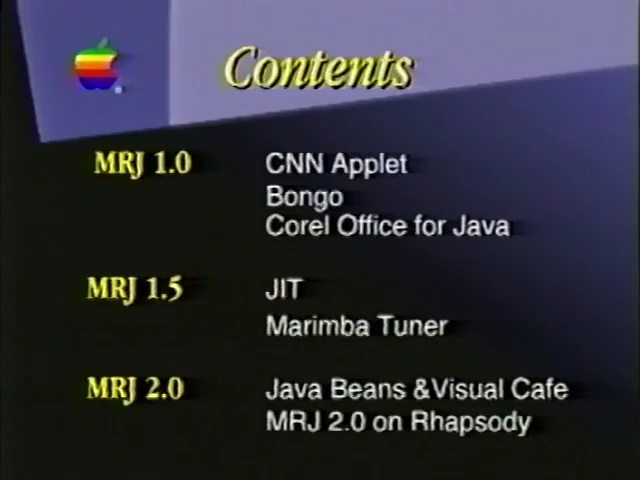 Contents
MRJ 1.0
CNN Applet
Bongo
Corel Office for Java
MRJ 1.5
JIT
Marimba Tuner
MRJ 2.0
Java Beans &Visual Cafe
MRJ 2.0 on Rhapsody